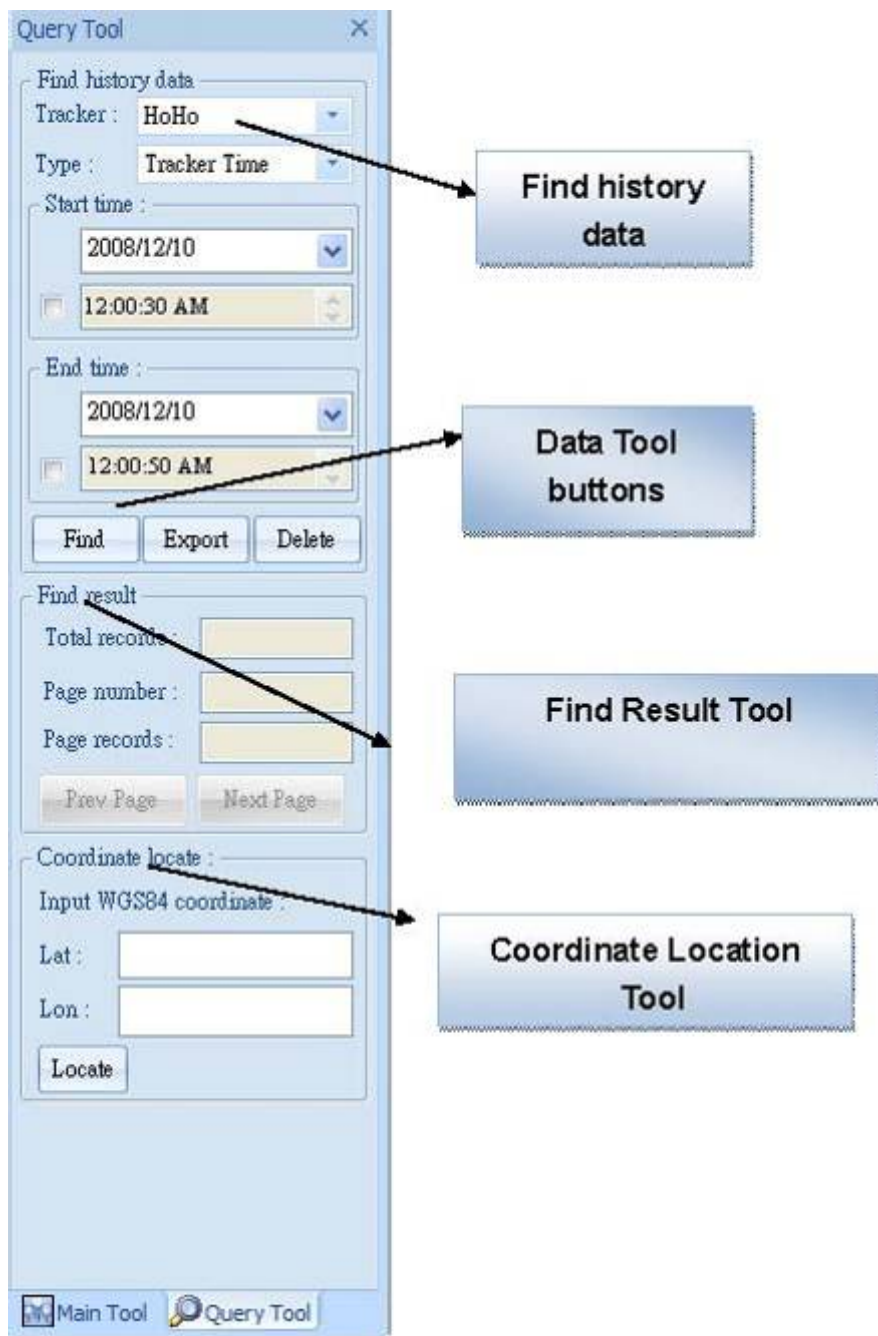 Query Tool
Find history data
Tracker : HoHo
Type : Tracker Time
Start time :
2008/12/10
12:00:30 AM
End time :
2008/12/10
12:00:50 AM
Find Export Delete
Find result
Total records :
Page number :
Page records :
Prev Page Next Page
Coordinate locate :
Input WGS84 coordinate :
Lat :
Lon :
Locate
Main Tool Query Tool
Find history
data
Data Tool
buttons
Find Result Tool
Coordinate Location
Tool